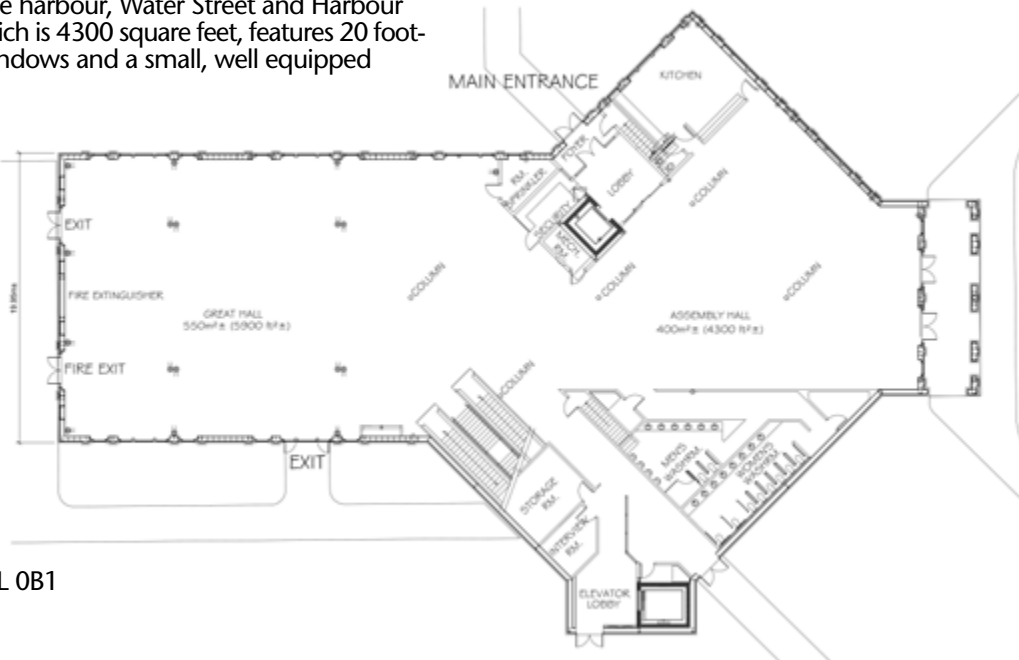 e harbour, Water Street and Harbour
ich is 4300 square feet, features 20 foot-
ndows and a small, well equipped
MAIN ENTRANCE
KITCHEN
FOYER
LOBBY
RM.
SPRINKLER
SECURITY
MECH.
RM.
COLUMN
EXIT
COLUMN
COLUMN
COLUMN
FIRE EXTINGUISHER
GREAT HALL
550m²± (5900 ft²±)
ASSEMBLY HALL
400m²± (4300 ft²±)
FIRE EXIT
COLUMN
EXIT
MEN'S
WASHRM.
WOMEN'S
WASHRM.
STORAGE
RM.
INTERVIEW
RM.
ELEVATOR
LOBBY
L 0B1